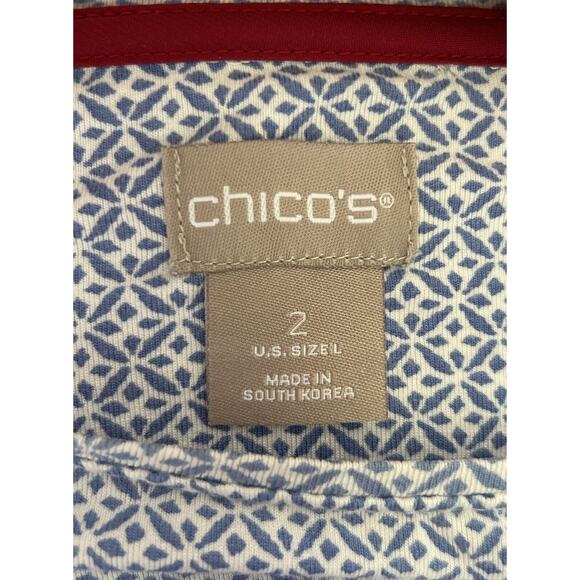 chico's®
2
U.S. SIZE L
MADE IN
SOUTH KOREA